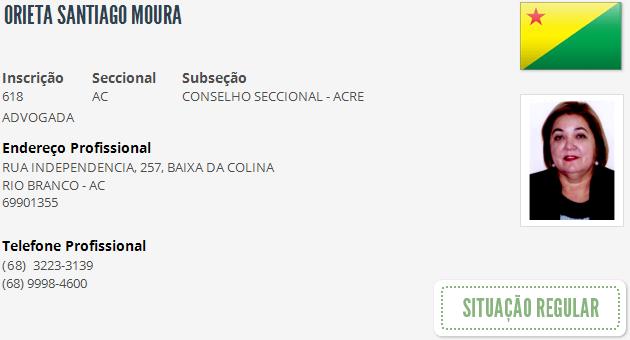 ORIETA SANTIAGO MOURA
Inscrição Seccional Subseção
618 AC CONSELHO SECCIONAL - ACRE
ADVOGADA
Endereço Profissional
RUA INDEPENDENCIA, 257, BAIXA DA COLINA
RIO BRANCO - AC
69901355
Telefone Profissional
(68) 3223-3139
(68) 9998-4600
SITUAÇÃO REGULAR